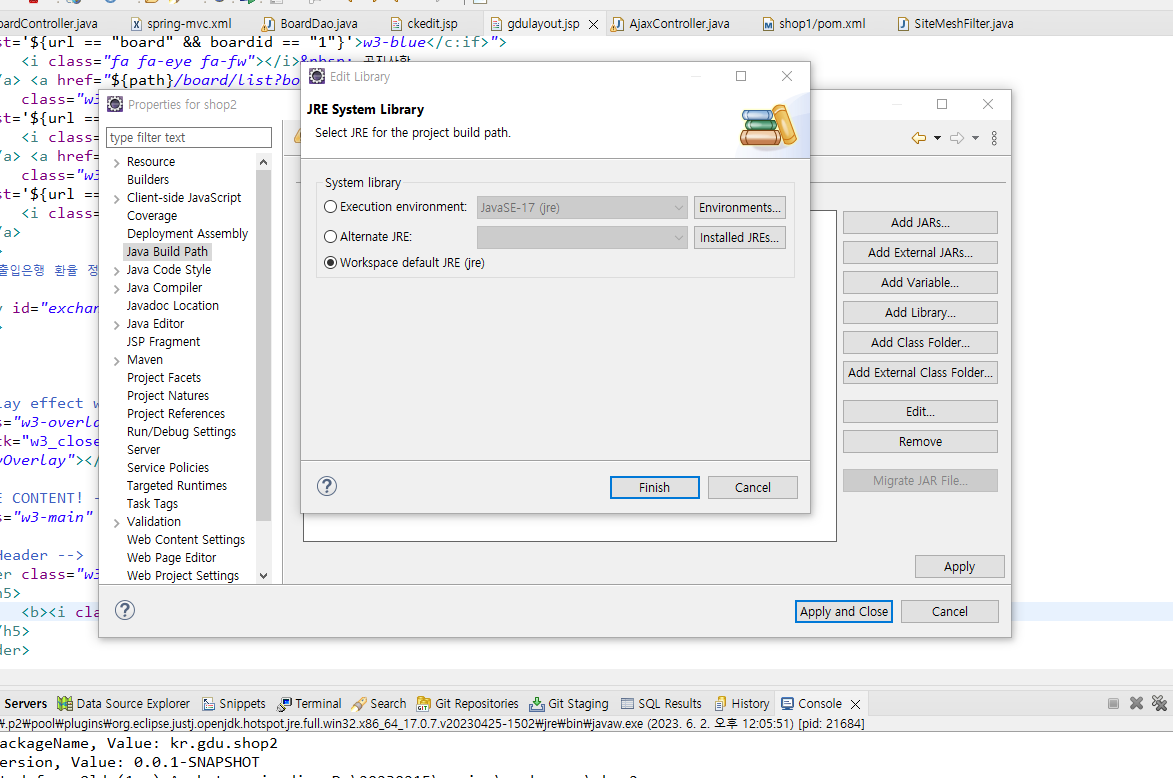 ardController.java
spring-mvc.xml
BoardDao.java
ckedit.jsp
gdulayout.jsp
AjaxController.java
shop1/pom.xml
SiteMeshFilter.java
st='${url == "board" && boardid == "1"}'>w3-blue</c:if>">
<i class="fa fa-eye fa-fw"></i>&nbsp; 공지사항
/a> <a href="${path}/board/list?bo
class="w3
st='${url ==
<i class=
/a> <a href=
class="w3
st='${url ==
<i class=
/a>
>
출입은행 환율 정
y id="exchan
>
lay effect w
s="w3-overla
ck="w3_close
yOverlay"></
E CONTENT! -
s="w3-main"
Header -->
er class="w3
h5>
<b><i cla
/h5>
der>
Properties for shop2
type filter text
Resource
Builders
Client-side JavaScript
Coverage
Deployment Assembly
Java Build Path
Java Code Style
Java Compiler
Javadoc Location
Java Editor
JSP Fragment
Maven
Project Facets
Project Natures
Project References
Run/Debug Settings
Server
Service Policies
Targeted Runtimes
Task Tags
Validation
Web Content Settings
Web Page Editor
Web Project Settings
Edit Library
JRE System Library
Select JRE for the project build path.
System library
Execution environment: JavaSE-17 (jre) Environments...
Alternate JRE: Installed JREs...
Workspace default JRE (jre)
Finish Cancel
Add JARs...
Add External JARs...
Add Variable...
Add Library...
Add Class Folder...
Add External Class Folder...
Edit...
Remove
Migrate JAR File...
Apply
Apply and Close Cancel
Servers Data Source Explorer Snippets Terminal Search Git Repositories Git Staging SQL Results History Console
₩.p2₩pool₩plugins₩org.eclipse.justj.openjdk.hotspot.jre.full.win32.x86_64_17.0.7.v20230425-1502₩jre₩bin₩javaw.exe (2023. 6. 2. 오후 12:05:51) [pid: 21684]
ackageName, Value: kr.gdu.shop2
ersion, Value: 0.0.1-SNAPSHOT